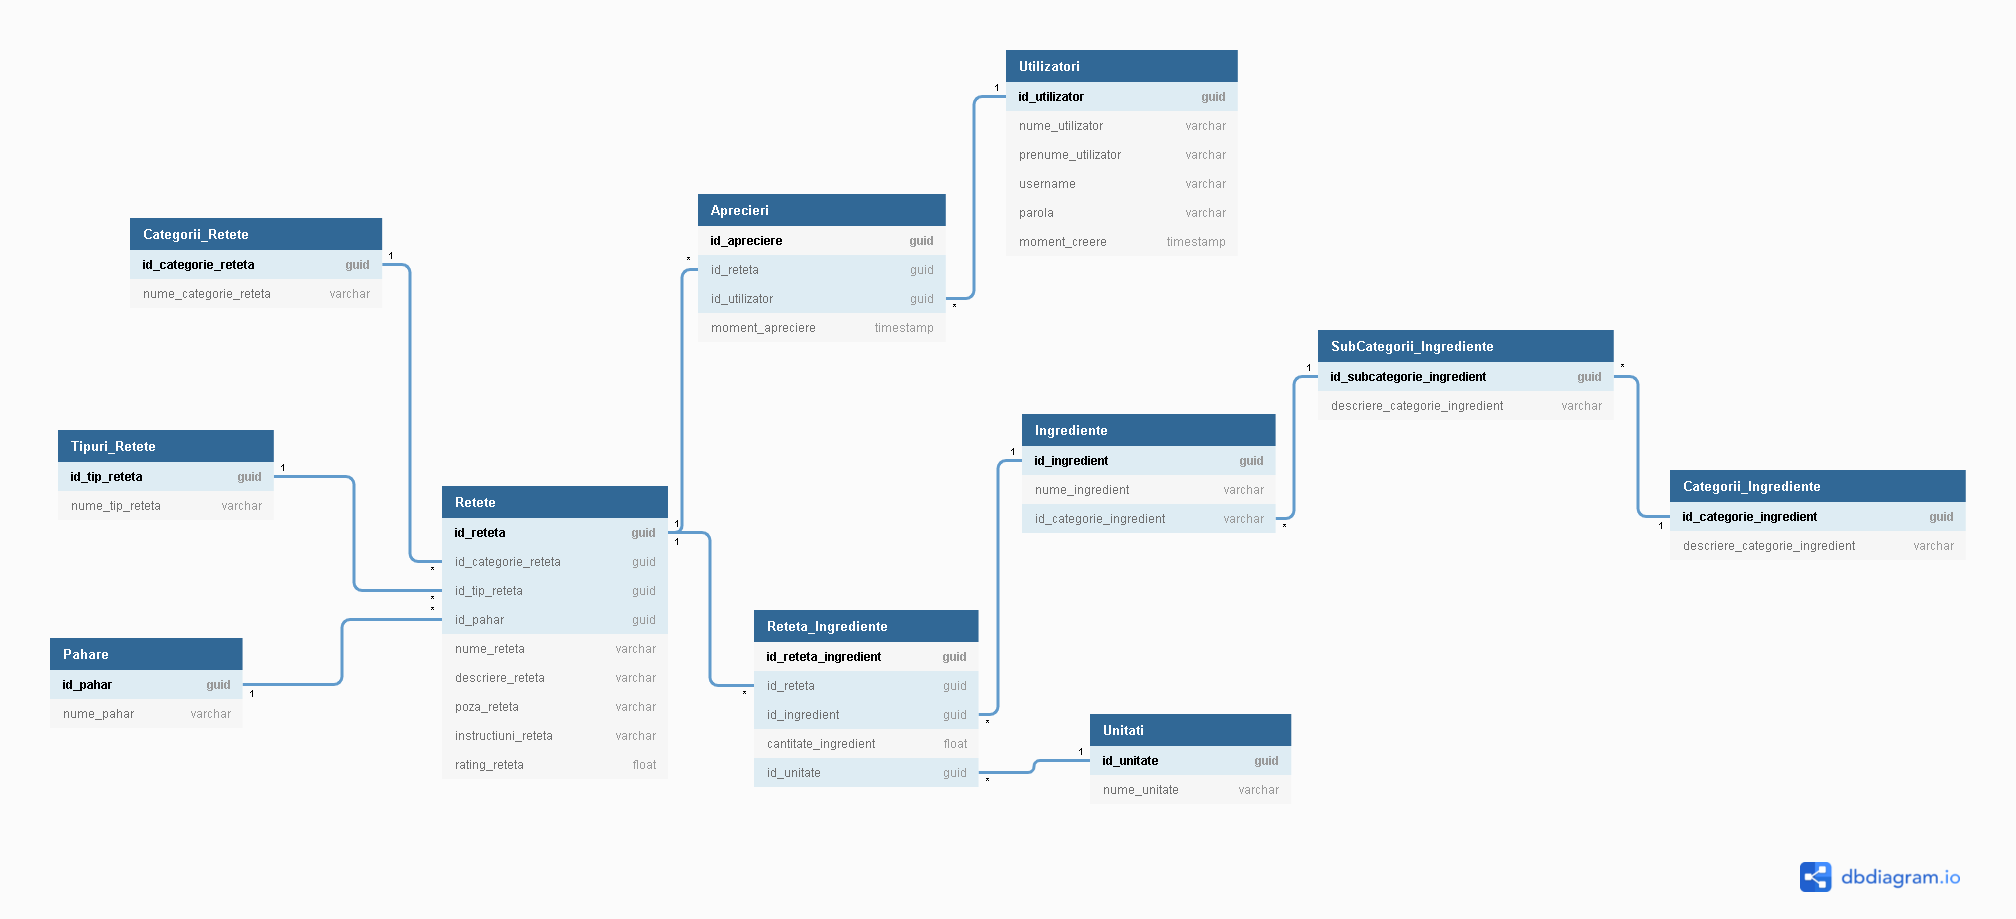 Utilizatori
id_utilizator guid
nume_utilizator varchar
prenume_utilizator varchar
username varchar
parola varchar
moment_creere timestamp
1
*
Aprecieri
id_apreciere guid
id_reteta guid
id_utilizator guid
moment_apreciere timestamp
*
Categorii_Retete
id_categorie_reteta guid
nume_categorie_reteta varchar
1
Tipuri_Retete
id_tip_reteta guid
nume_tip_reteta varchar
1
Pahare
id_pahar guid
nume_pahar varchar
1
Retete
id_reteta guid
id_categorie_reteta guid
id_tip_reteta guid
id_pahar guid
nume_reteta varchar
descriere_reteta varchar
poza_reteta varchar
instructiuni_reteta varchar
rating_reteta float
*
*
*
1
1
Reteta_Ingrediente
id_reteta_ingredient guid
id_reteta guid
id_ingredient guid
cantitate_ingredient float
id_unitate guid
*
*
*
Ingrediente
id_ingredient guid
nume_ingredient varchar
id_categorie_ingredient varchar
1
*
SubCategorii_Ingrediente
id_subcategorie_ingredient guid
descriere_categorie_ingredient varchar
1
*
Categorii_Ingrediente
id_categorie_ingredient guid
descriere_categorie_ingredient varchar
1
Unitati
id_unitate guid
nume_unitate varchar
1
dbdiagram.io